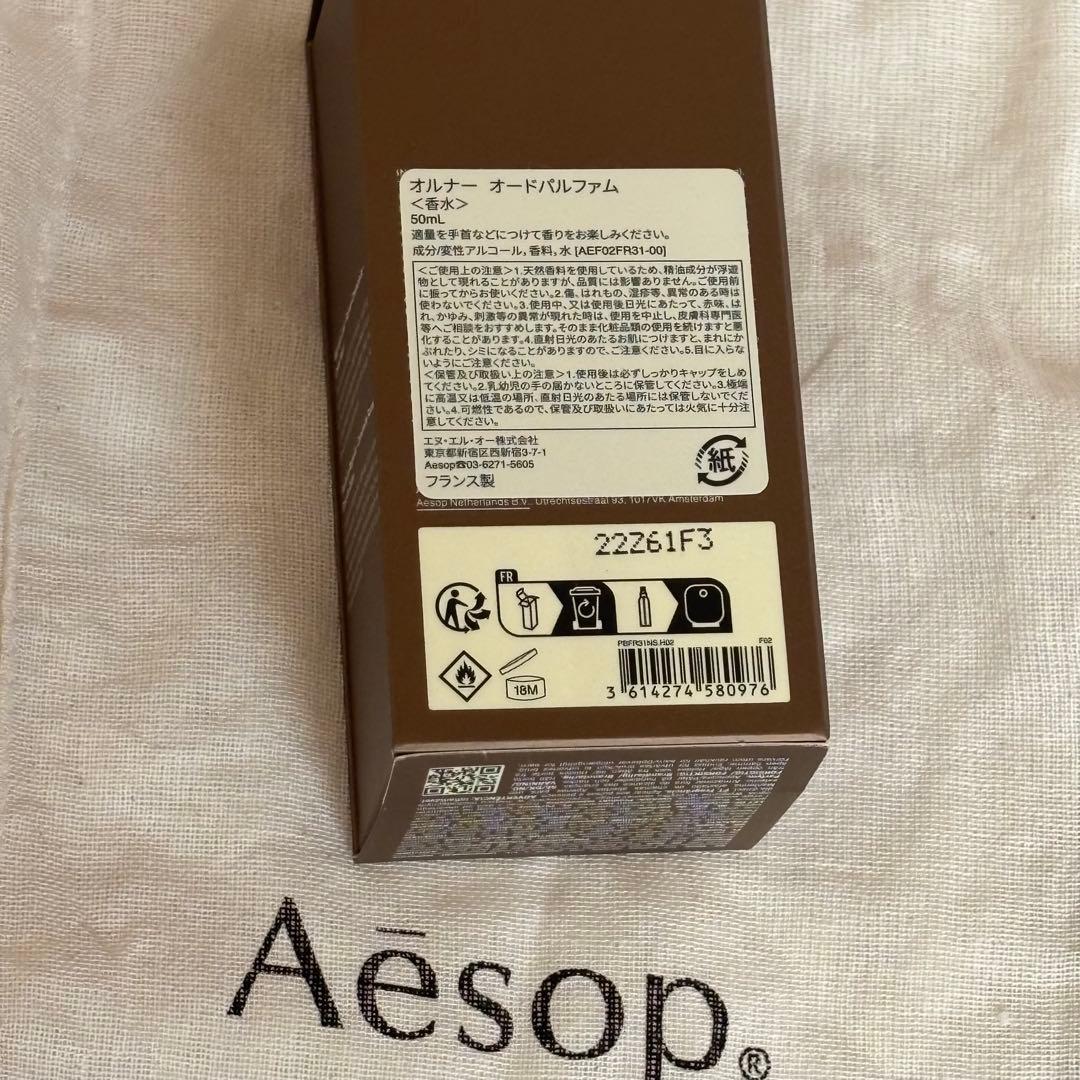 オルナー オードパルファム
＜香水＞
50mL
適量を手首などにつけて香りをお楽しみください。
成分/変性アルコール,香料,水 [AEF02FR31-00]
＜ご使用上の注意＞1.天然香料を使用しているため、精油成分が浮遊
物として現れることがありますが、品質には影響ありません。ご使用前
に振ってからお使いください。2.傷、はれもの、湿疹等、異常のある時は
使わないでください。3.使用中、又は使用後日光にあたって、赤味、は
れ、かゆみ、刺激等の異常が現れた時は、使用を中止し、皮膚科専門医
等へご相談をおすすめします。そのまま化粧品類の使用を続けますと悪
化することがあります。4.直射日光のあたるお肌につけますと、まれにか
ぶれたり、シミになることがありますので、ご注意ください。5.目に入らな
いようにご注意ください。
＜保管及び取扱い上の注意＞1.使用後は必ずしっかりキャップをしめ
てください。2.乳幼児の手の届かないところに保管してください。3.極端
に高温又は低温の場所、直射日光のあたる場所には保管しないでくだ
さい。4.可燃性であるので、保管及び取扱いにあたっては火気に十分注
意してください。
エヌ・エル・オー株式会社
東京都新宿区西新宿3-7-1
Aesop☎03-6271-5605
フランス製
紙
Aesop Netherlands B.V., Utrechtsestraat 93, 1017VK Amsterdam
22Z61F3
FR
PBFR31NS.H02 F02
18M
3 614274 580976
Aēsop®